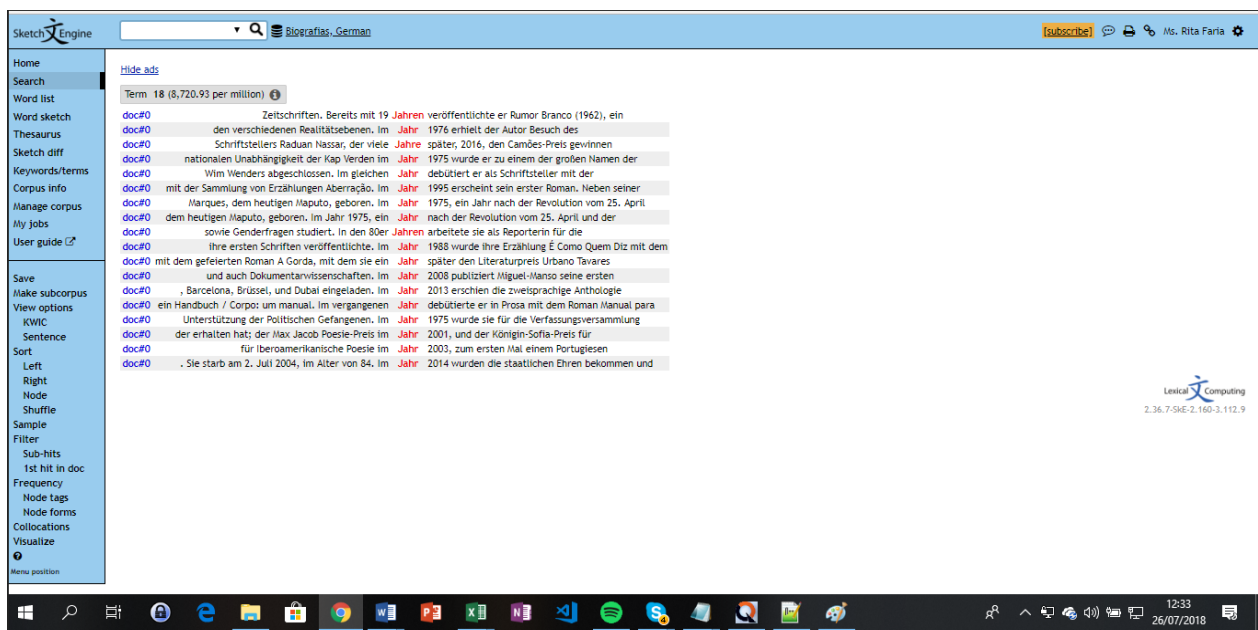 Sketch Engine
Biografias, German
[subscribe] Ms. Rita Faria
Home
Search
Word list
Word sketch
Thesaurus
Sketch diff
Keywords/terms
Corpus info
Manage corpus
My jobs
User guide
Save
Make subcorpus
View options
KWIC
Sentence
Sort
Left
Right
Node
Shuffle
Sample
Filter
Sub-hits
1st hit in doc
Frequency
Node tags
Node forms
Collocations
Visualize
?
Menu position
Hide ads
Term 18 (8,720.93 per million) i
doc#0 Zeitschriften. Bereits mit 19 Jahren veröffentlichte er Rumor Branco (1962), ein
doc#0 den verschiedenen Realitätsebenen. Im Jahr 1976 erhielt der Autor Besuch des
doc#0 Schriftstellers Raduan Nassar, der viele Jahre später, 2016, den Camões-Preis gewinnen
doc#0 nationalen Unabhängigkeit der Kap Verden im Jahr 1975 wurde er zu einem der großen Namen der
doc#0 Wim Wenders abgeschlossen. Im gleichen Jahr debütierte er als Schriftsteller mit der
doc#0 mit der Sammlung von Erzählungen Aberração. Im Jahr 1995 erscheint sein erster Roman. Neben seiner
doc#0 Marques, dem heutigen Maputo, geboren. Im Jahr 1975, ein Jahr nach der Revolution vom 25. April
doc#0 dem heutigen Maputo, geboren. Im Jahr 1975, ein Jahr nach der Revolution vom 25. April und der
doc#0 sowie Genderfragen studiert. In den 80er Jahren arbeitete sie als Reporterin für die
doc#0 ihre ersten Schriften veröffentlichte. Im Jahr 1988 wurde ihre Erzählung É Como Quem Diz mit dem
doc#0 mit dem gefeierten Roman A Gorda, mit dem sie ein Jahr später den Literaturpreis Urbano Tavares
doc#0 und auch Dokumentarwissenschaften. Im Jahr 2008 publiziert Miguel-Manso seine ersten
doc#0 , Barcelona, Brüssel, und Dubai eingeladen. Im Jahr 2013 erschien die zweisprachige Anthologie
doc#0 ein Handbuch / Corpo: um manual. Im vergangenen Jahr debütierte er in Prosa mit dem Roman Manual para
doc#0 Unterstützung der Politischen Gefangenen. Im Jahr 1975 wurde sie für die Verfassungsversammlung
doc#0 der erhalten hat; der Max Jacob Poesie-Preis im Jahr 2001, und der Königin-Sofia-Preis für
doc#0 für Iberoamerikanische Poesie im Jahr 2003, zum ersten Mal einem Portugiesen
doc#0 . Sie starb am 2. Juli 2004, im Alter von 84. Im Jahr 2014 wurden die staatlichen Ehren bekommen und
Lexical Computing
2.36.7-SkE-2.160-3.112.9
12:33
26/07/2018